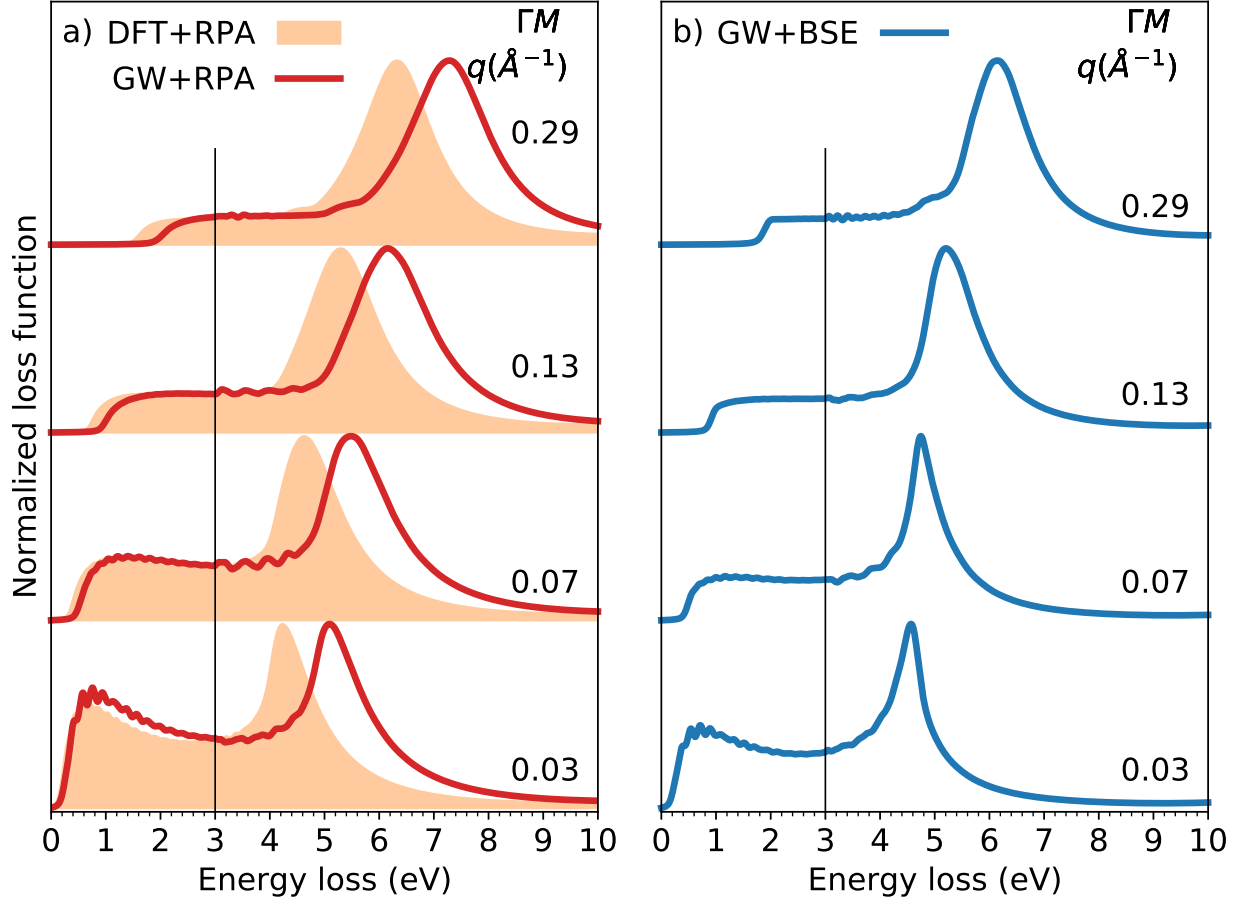 a) DFT+RPA
GW+RPA
ΓM
q(Å⁻¹)
0.29
0.13
0.07
0.03
Normalized loss function
0 1 2 3 4 5 6 7 8 9 10
Energy loss (eV)
b) GW+BSE
ΓM
q(Å⁻¹)
0.29
0.13
0.07
0.03
0 1 2 3 4 5 6 7 8 9 10
Energy loss (eV)